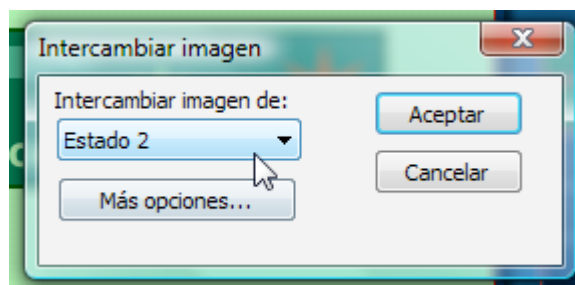 Intercambiar imagen
Intercambiar imagen de:
Estado 2
Más opciones...
Aceptar
Cancelar